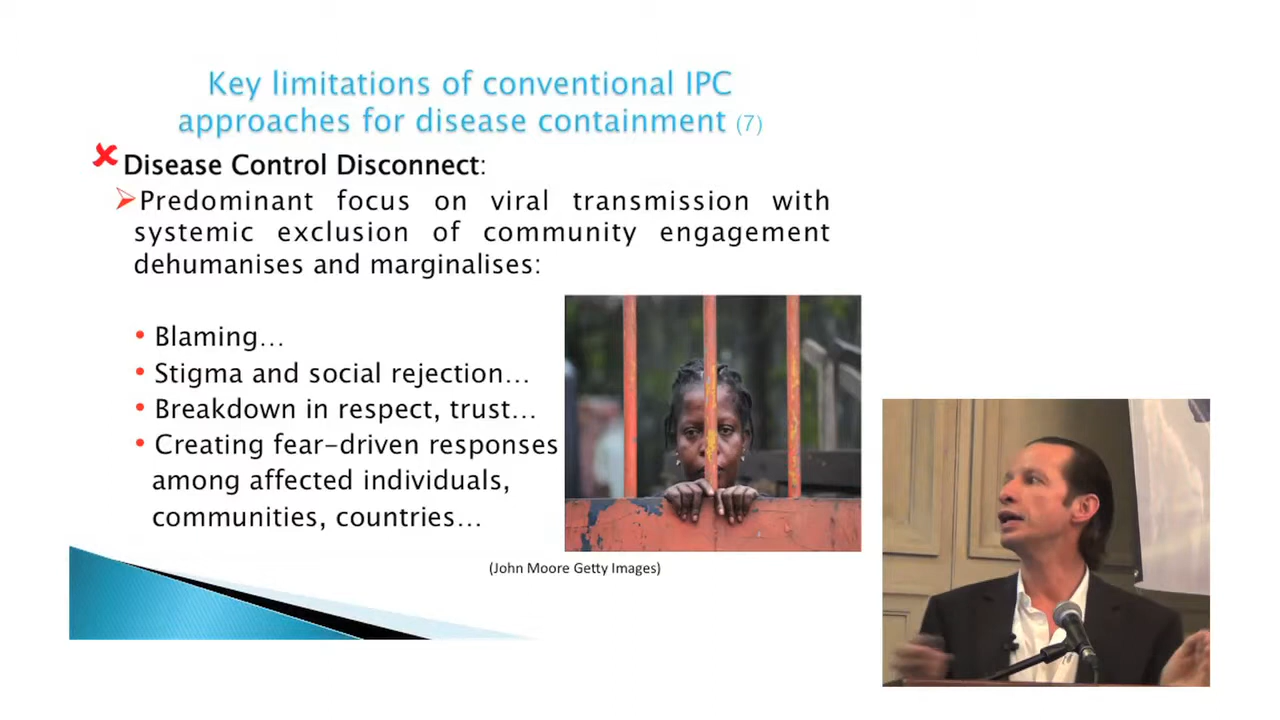 Key limitations of conventional IPC
approaches for disease containment (7)
✘Disease Control Disconnect:
➢Predominant focus on viral transmission with
systemic exclusion of community engagement
dehumanises and marginalises:
• Blaming…
• Stigma and social rejection…
• Breakdown in respect, trust…
• Creating fear-driven responses
among affected individuals,
communities, countries…
(John Moore Getty Images)